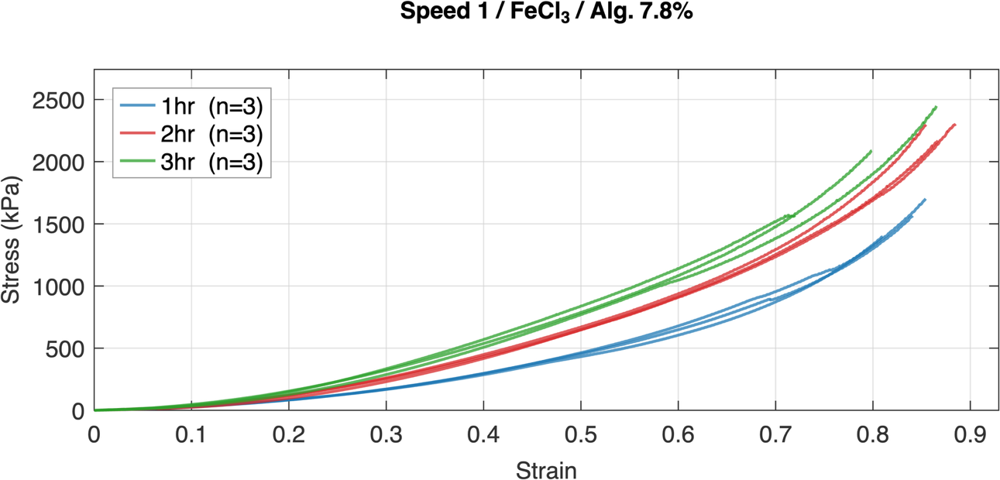 Speed 1 / FeCl₃ / Alg. 7.8%
1hr (n=3)
2hr (n=3)
3hr (n=3)
Stress (kPa)
2500
2000
1500
1000
500
0
0 0.1 0.2 0.3 0.4 0.5 0.6 0.7 0.8 0.9
Strain